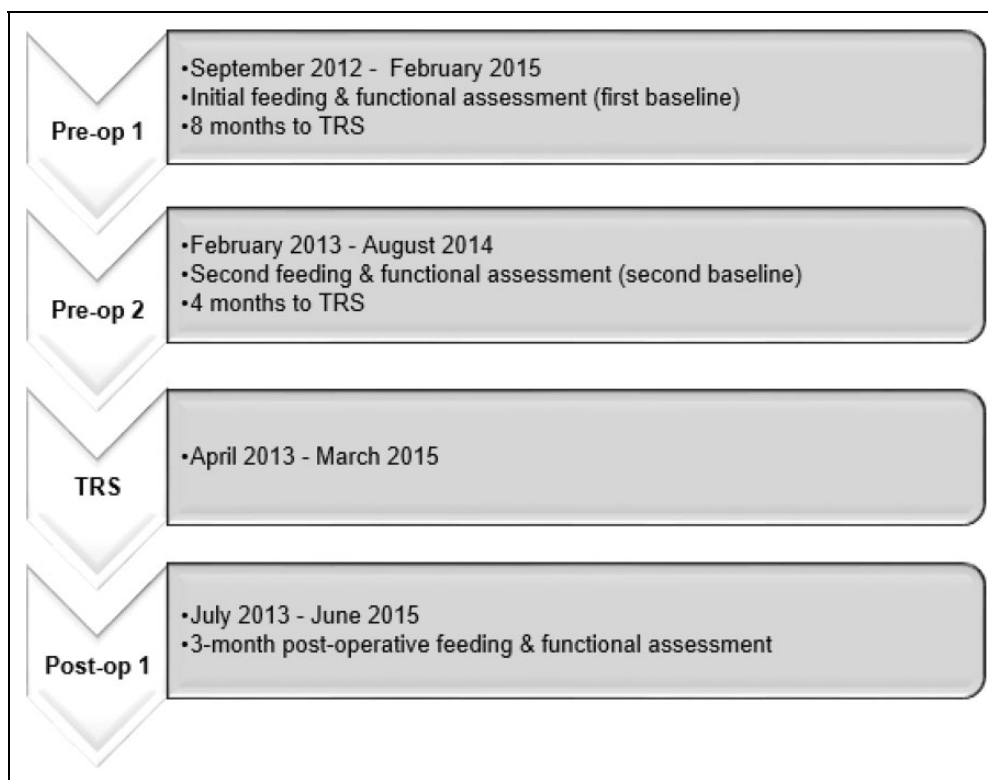 Pre-op 1
•September 2012 -  February 2015
•Initial feeding & functional assessment (first baseline)
•8 months to TRS
Pre-op 2
•February 2013 - August 2014
•Second feeding & functional assessment (second baseline)
•4 months to TRS
TRS
•April 2013 - March 2015
Post-op 1
•July 2013 - June 2015
•3-month post-operative feeding & functional assessment